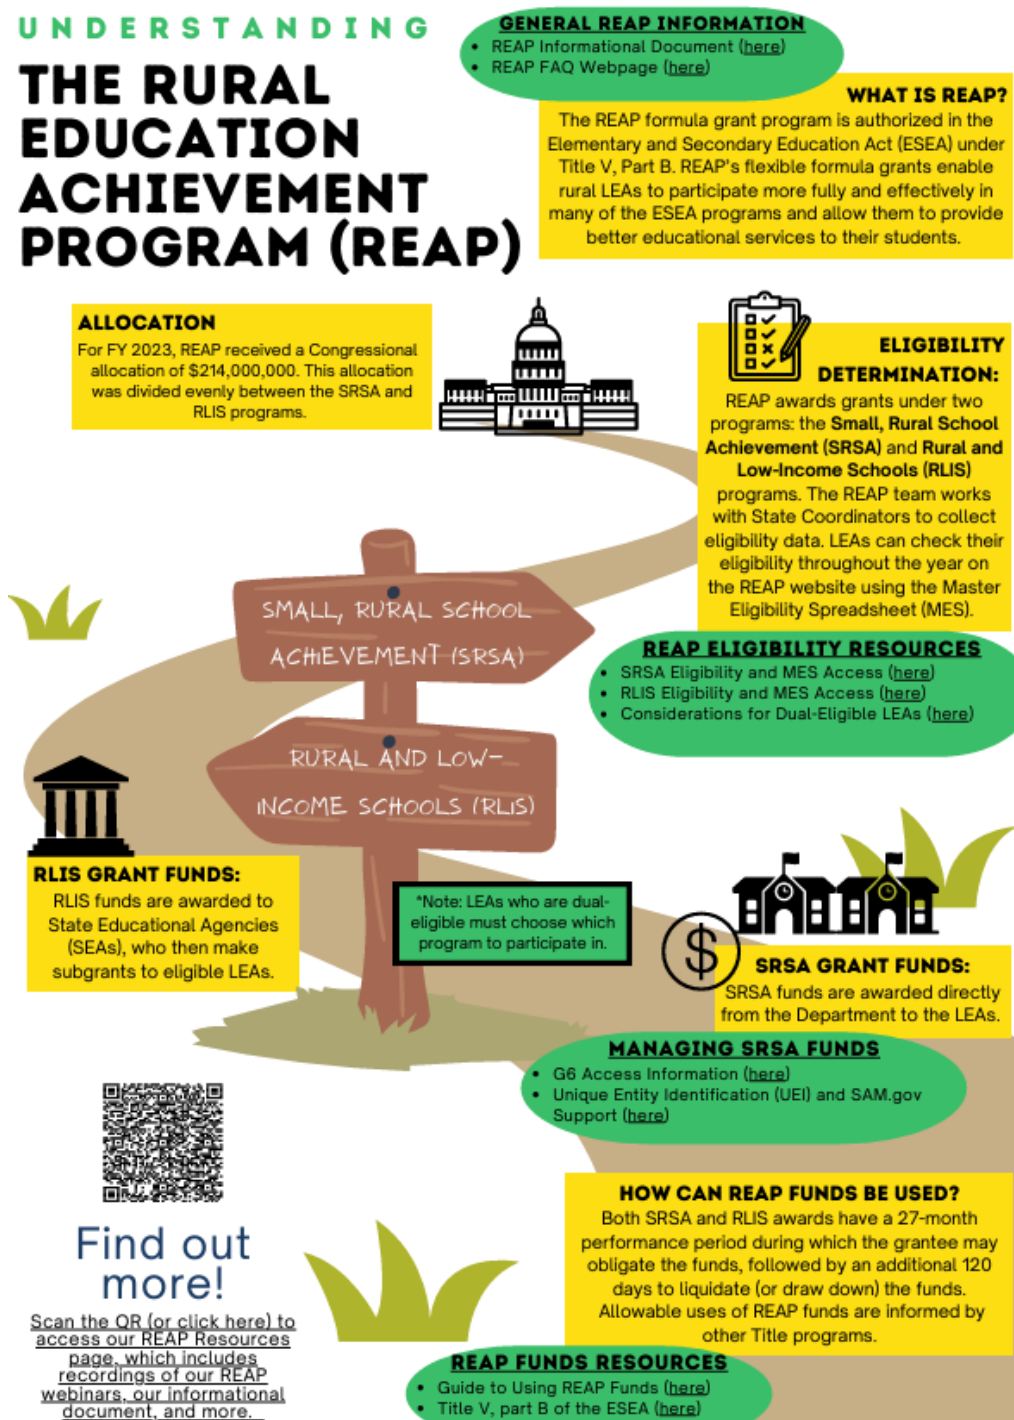 UNDERSTANDING
THE RURAL
EDUCATION
ACHIEVEMENT
PROGRAM (REAP)
GENERAL REAP INFORMATION
• REAP Informational Document (here)
• REAP FAQ Webpage (here)
WHAT IS REAP?
The REAP formula grant program is authorized in the
Elementary and Secondary Education Act (ESEA) under
Title V, Part B. REAP's flexible formula grants enable
rural LEAs to participate more fully and effectively in
many of the ESEA programs and allow them to provide
better educational services to their students.
ALLOCATION
For FY 2023, REAP received a Congressional
allocation of $214,000,000. This allocation
was divided evenly between the SRSA and
RLIS programs.
ELIGIBILITY
DETERMINATION:
REAP awards grants under two
programs: the Small, Rural School
Achievement (SRSA) and Rural and
Low-Income Schools (RLIS)
programs. The REAP team works
with State Coordinators to collect
eligibility data. LEAs can check their
eligibility throughout the year on
the REAP website using the Master
Eligibility Spreadsheet (MES).
REAP ELIGIBILITY RESOURCES
• SRSA Eligibility and MES Access (here)
• RLIS Eligibility and MES Access (here)
• Considerations for Dual-Eligible LEAs (here)
SMALL, RURAL SCHOOL
ACHIEVEMENT (SRSA)
RURAL AND LOW-
INCOME SCHOOLS (RLIS)
RLIS GRANT FUNDS:
RLIS funds are awarded to
State Educational Agencies
(SEAs), who then make
subgrants to eligible LEAs.
*Note: LEAs who are dual-
eligible must choose which
program to participate in.
$
SRSA GRANT FUNDS:
SRSA funds are awarded directly
from the Department to the LEAs.
MANAGING SRSA FUNDS
• G6 Access Information (here)
• Unique Entity Identification (UEI) and SAM.gov
Support (here)
HOW CAN REAP FUNDS BE USED?
Both SRSA and RLIS awards have a 27-month
performance period during which the grantee may
obligate the funds, followed by an additional 120
days to liquidate (or draw down) the funds.
Allowable uses of REAP funds are informed by
other Title programs.
REAP FUNDS RESOURCES
• Guide to Using REAP Funds (here)
• Title V, part B of the ESEA (here)
Find out
more!
Scan the QR (or click here) to
access our REAP Resources
page, which includes
recordings of our REAP
webinars, our informational
document, and more.